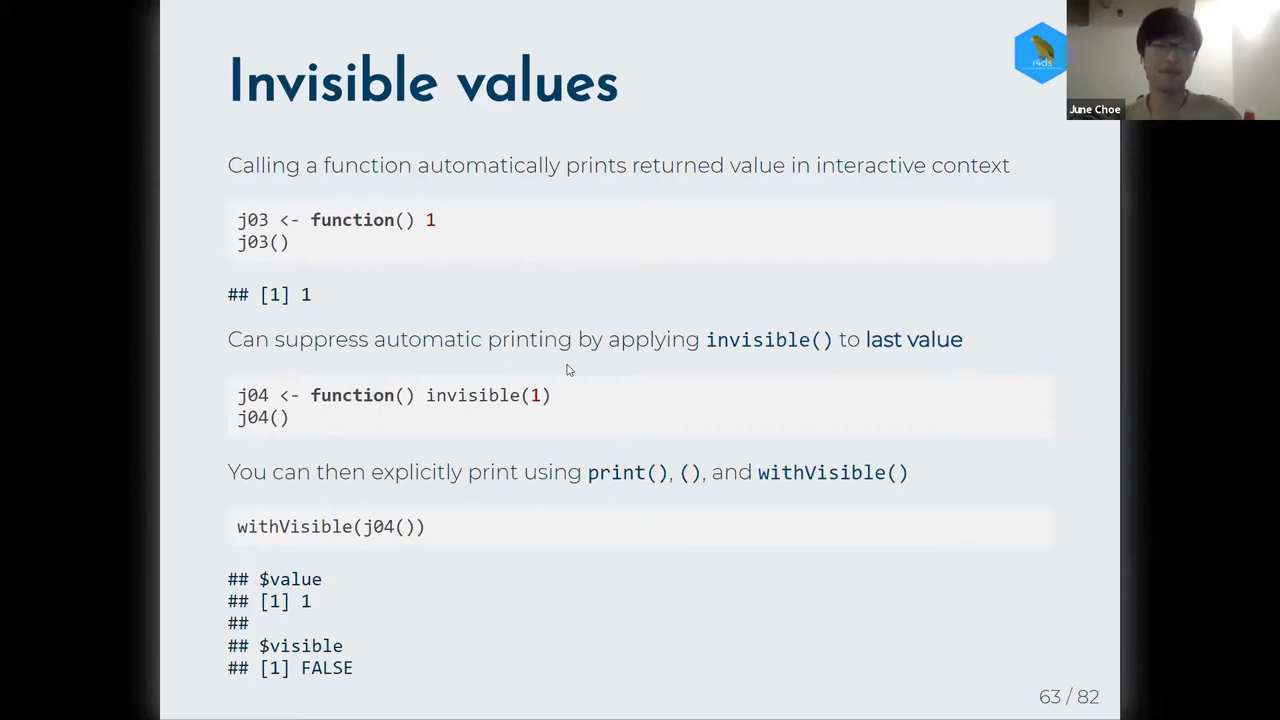 Invisible values
r4ds
June Choe
Calling a function automatically prints returned value in interactive context
j03 <- function() 1
j03()
## [1] 1
Can suppress automatic printing by applying invisible() to last value
j04 <- function() invisible(1)
j04()
You can then explicitly print using print(), (), and withVisible()
withVisible(j04())
## $value
## [1] 1
##
## $visible
## [1] FALSE
63 / 82